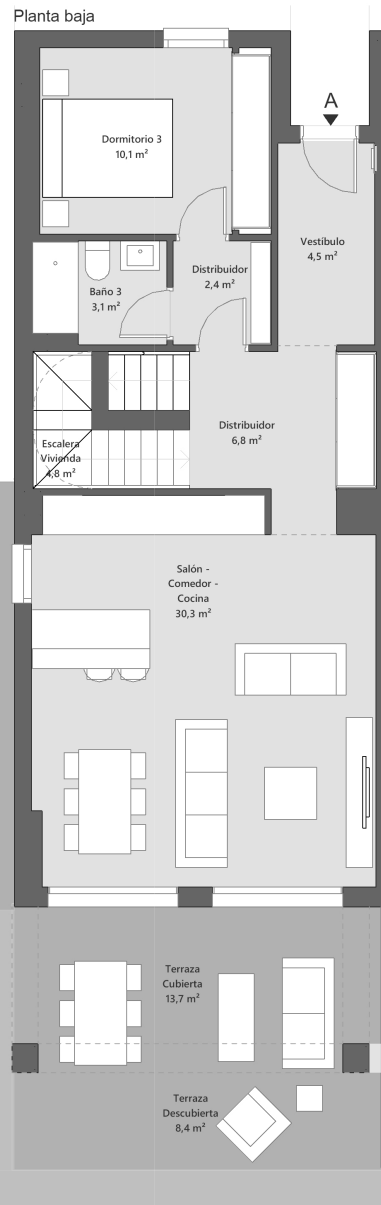 Planta baja
A
Dormitorio 3
10,1 m²
Vestíbulo
4,5 m²
Distribuidor
2,4 m²
Baño 3
3,1 m²
Distribuidor
6,8 m²
Escalera
Vivienda
4,8 m²
Salón -
Comedor -
Cocina
30,3 m²
Terraza
Cubierta
13,7 m²
Terraza
Descubierta
8,4 m²